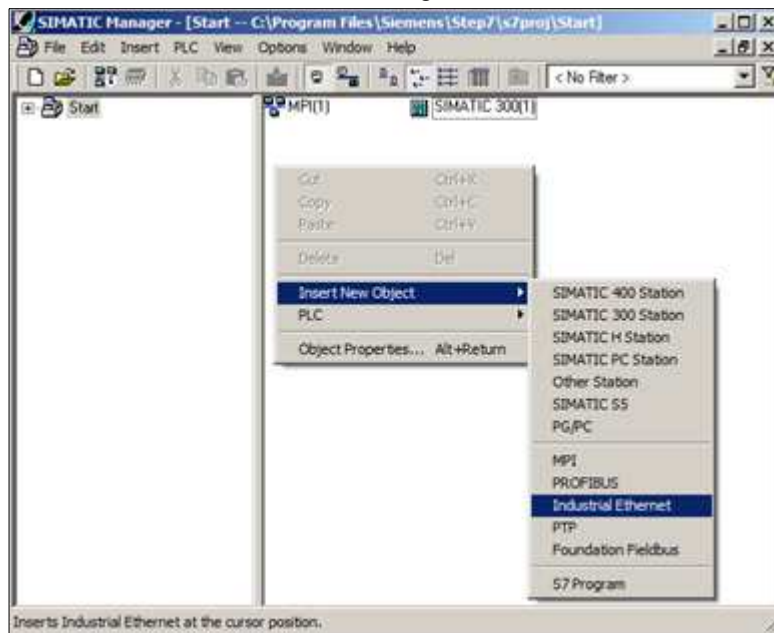 SIMATIC Manager - [Start -- C:\Program Files\Siemens\Step7\s7proj\Start]
File Edit Insert PLC View Options Window Help
< No Filter >
Start
MPI(1) SIMATIC 300(1)
Cut Ctrl+X
Copy Ctrl+C
Paste Ctrl+V
Delete Del
Insert New Object
PLC
Object Properties... Alt+Return
SIMATIC 400 Station
SIMATIC 300 Station
SIMATIC H Station
SIMATIC PC Station
Other Station
SIMATIC S5
PG/PC
MPI
PROFIBUS
Industrial Ethernet
PTP
Foundation Fieldbus
S7 Program
Inserts Industrial Ethernet at the cursor position.